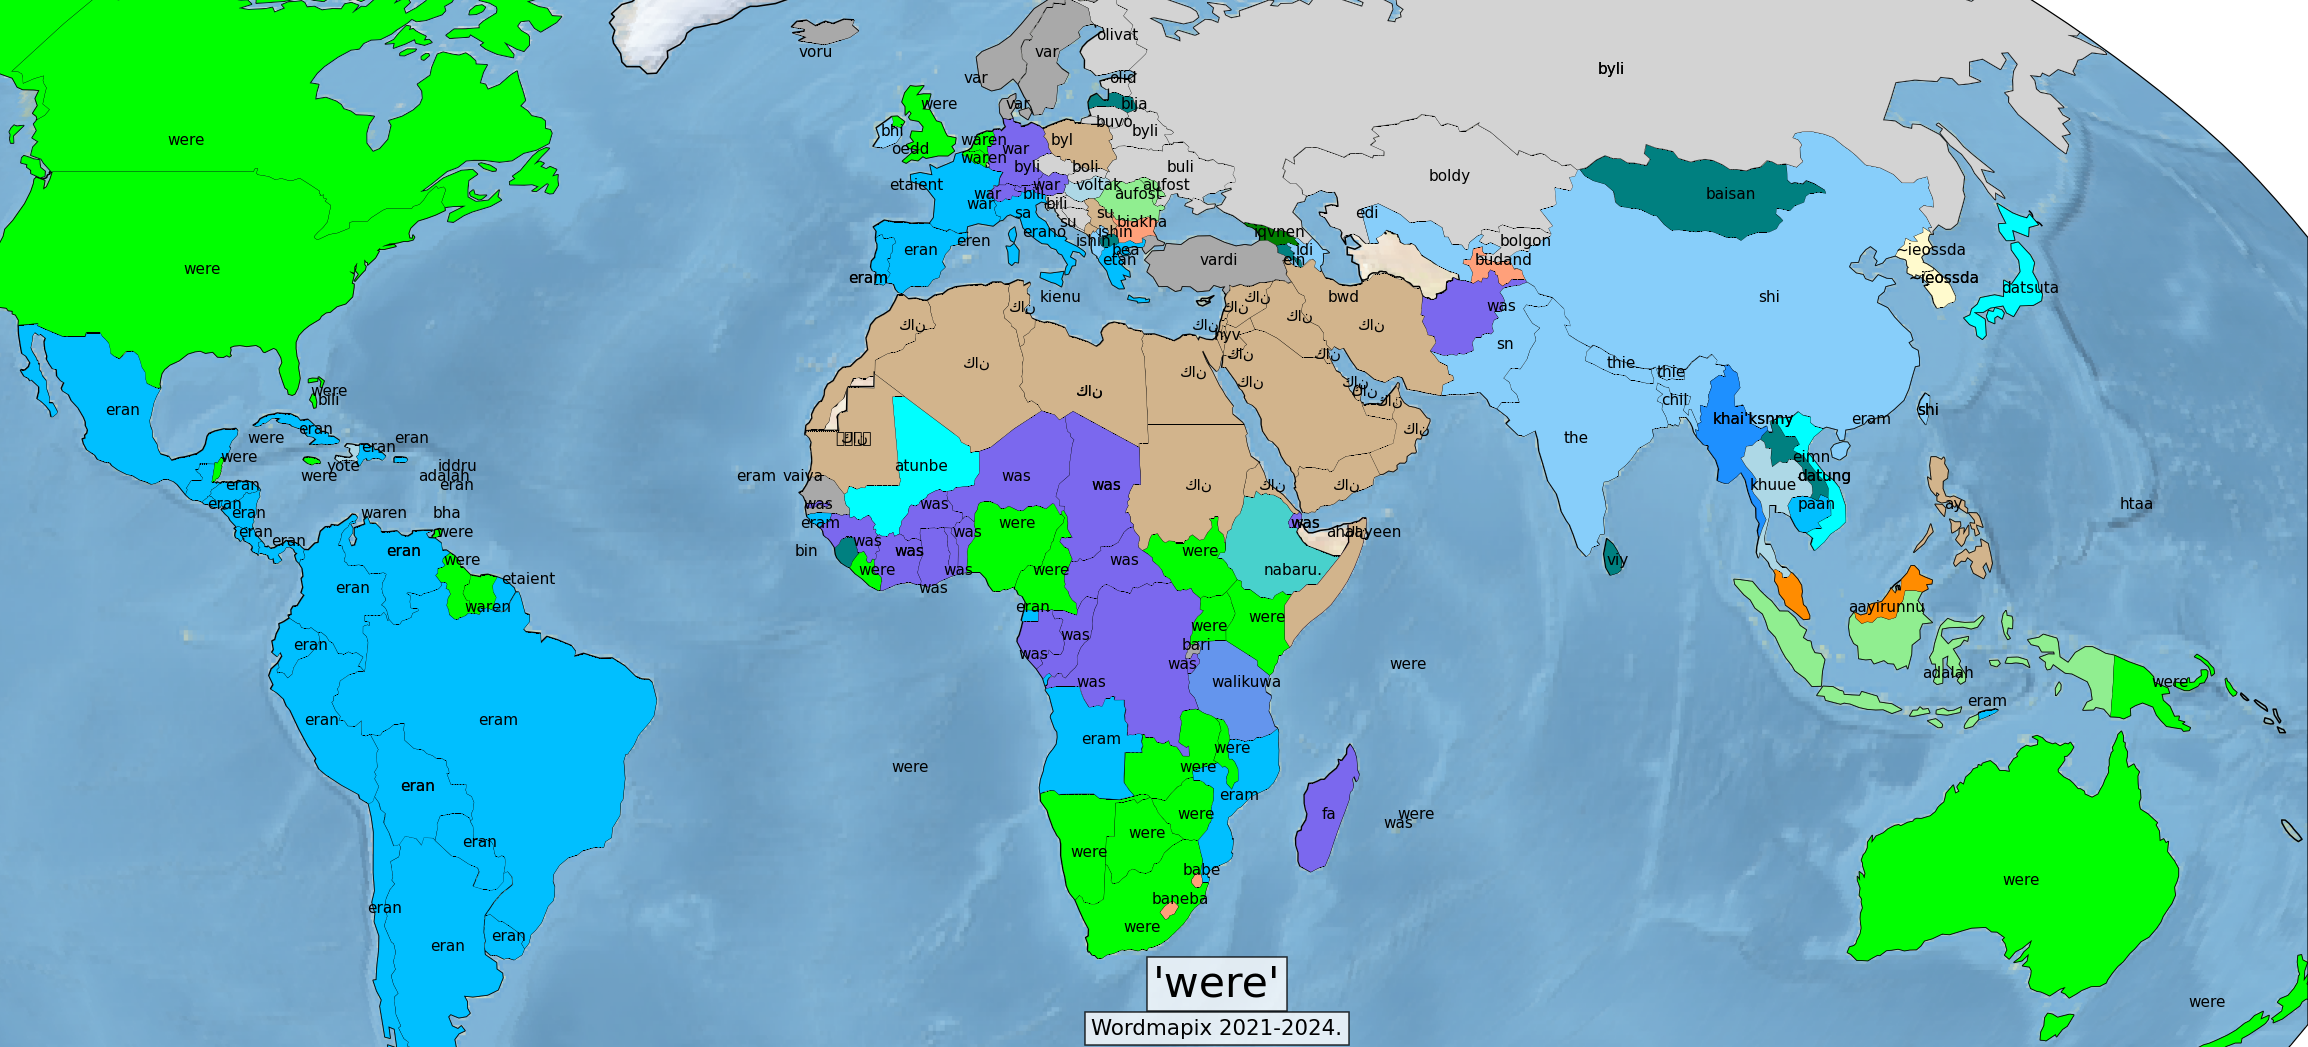 olivat
voru
var
var
byli
olid
var
were
bija
buvo
byli
bhi
were
waren
war
byl
oedd
waren
byli
boli
buli
boldy
etaient
war
voltak
aufost
baisan
war
bili
aufost
war
bili
sa
su
su
biakha
edi
erano
ishin
iqvnen
eran
eren
ishin
bolgon
~ieossda
bea
idi
etan
vardi
ein
budand
eram
~ieossda
datsuta
kienu
كان
كان
كان
bwd
shi
was
كان
كان
كان
كان
hyv
sn
كان
كان
thie
كان
كان
thie
كان
كان
were
كان
كان
كان
bili
chil
eran
shi
khai'ksnny
eram
eran
كان
were
eran
eran
كان
were
eimn
vote
iddru
atunbe
were
adalah
eram
vaiva
was
datung
eran
eran
was
كان
كان
كان
khuue
eran
was
was
paan
htaa
ay
eran
waren
bha
eram
were
was
eran
eran
were
was
was
bin
was
eran
were
was
were
was
viy
eran
were
were
was
nabaru.
etaient
was
waren
eran
were
aayirunnu
were
was
were
eran
bari
was
was
were
was
walikuwa
adalah
were
eran
eram
eram
eram
were
were
were
eran
eram
were
fa
were
was
were
eran
were
babe
were
baneba
eran
were
eran
eran
were
'were'
Wordmapix 2021-2024.